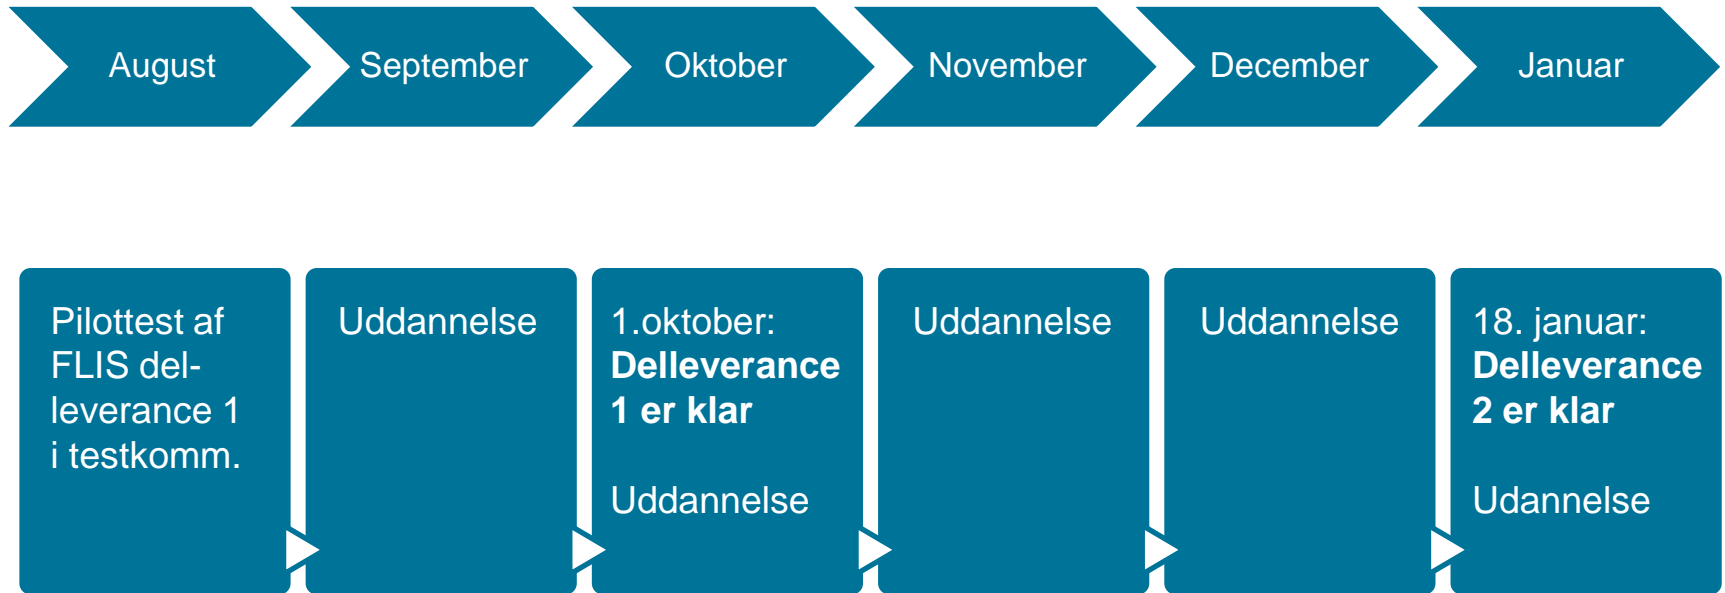 August
September
Oktober
November
December
Januar
Pilottest af
FLIS del-
leverance 1
i testkomm.
Uddannelse
1.oktober:
Delleverance
1 er klar
Uddannelse
Uddannelse
Uddannelse
18. januar:
Delleverance
2 er klar
Udannelse